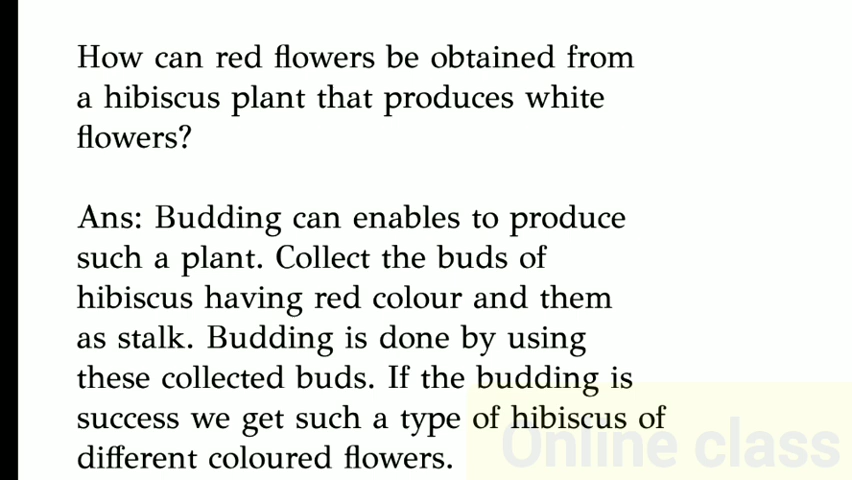 How can red flowers be obtained from
a hibiscus plant that produces white
flowers?
Ans: Budding can enables to produce
such a plant. Collect the buds of
hibiscus having red colour and them
as stalk. Budding is done by using
these collected buds. If the budding is
success we get such a type of hibiscus of
different coloured flowers.
Online class